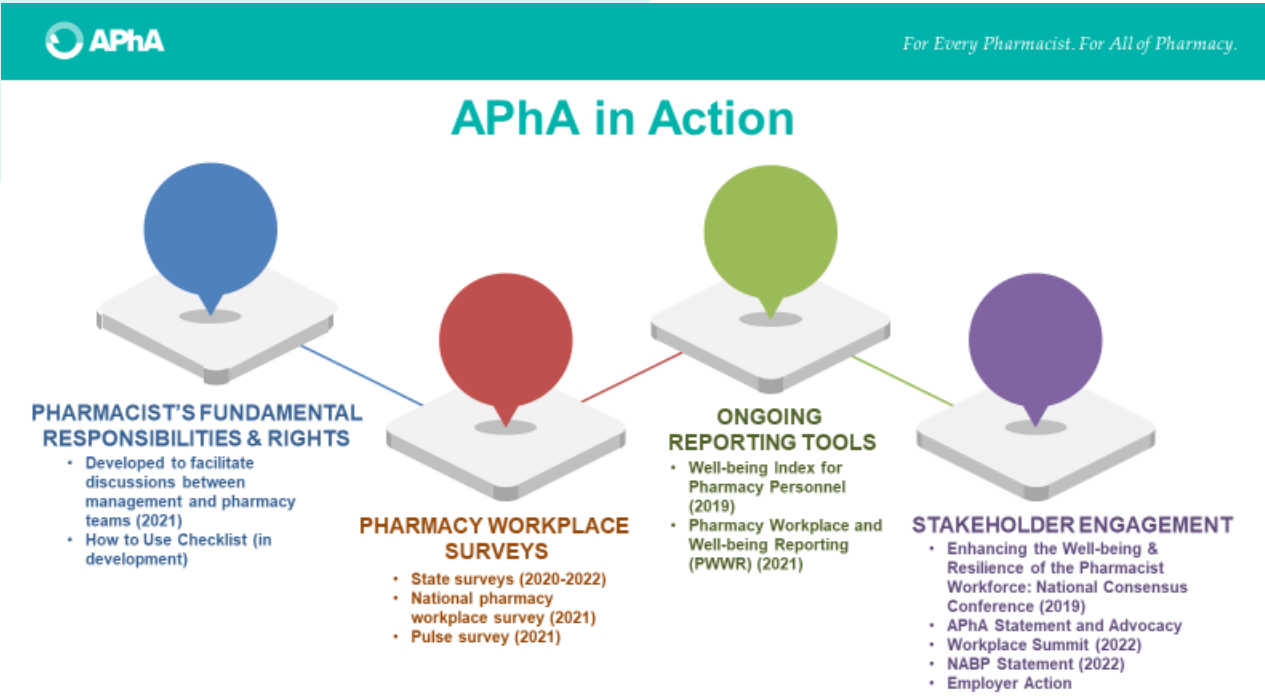 APhA
For Every Pharmacist. For All of Pharmacy.
APhA in Action
PHARMACIST'S FUNDAMENTAL
RESPONSIBILITIES & RIGHTS
• Developed to facilitate
discussions between
management and pharmacy
teams (2021)
• How to Use Checklist (in
development)
PHARMACY WORKPLACE
SURVEYS
• State surveys (2020-2022)
• National pharmacy
workplace survey (2021)
• Pulse survey (2021)
ONGOING
REPORTING TOOLS
• Well-being Index for
Pharmacy Personnel
(2019)
• Pharmacy Workplace and
Well-being Reporting
(PWWR) (2021)
STAKEHOLDER ENGAGEMENT
• Enhancing the Well-being &
Resilience of the Pharmacist
Workforce: National Consensus
Conference (2019)
• APhA Statement and Advocacy
• Workplace Summit (2022)
• NABP Statement (2022)
• Employer Action